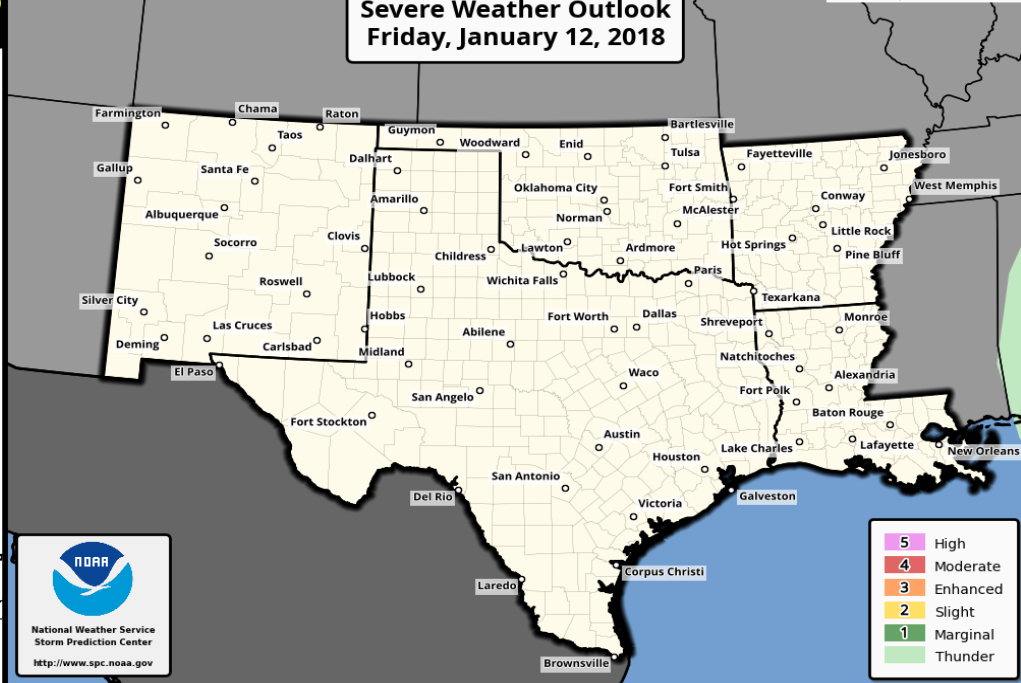 Severe Weather Outlook
Friday, January 12, 2018
Farmington
Chama
Raton
Taos
Guymon
Woodward
Enid
Bartlesville
Tulsa
Fayetteville
Jonesboro
Gallup
Santa Fe
Dalhart
Amarillo
Oklahoma City
Fort Smith
West Memphis
Albuquerque
Norman
McAlester
Conway
Little Rock
Socorro
Clovis
Childress
Lawton
Ardmore
Hot Springs
Pine Bluff
Roswell
Lubbock
Wichita Falls
Paris
Texarkana
Silver City
Las Cruces
Hobbs
Abilene
Fort Worth
Dallas
Shreveport
Monroe
Deming
Carlsbad
Midland
Natchitoches
El Paso
San Angelo
Waco
Fort Polk
Alexandria
Fort Stockton
Austin
Baton Rouge
Houston
Lake Charles
Lafayette
New Orleans
Del Rio
San Antonio
Victoria
Galveston
Laredo
Corpus Christi
Brownsville
NOAA
National Weather Service
Storm Prediction Center
http://www.spc.noaa.gov
5 High
4 Moderate
3 Enhanced
2 Slight
1 Marginal
Thunder